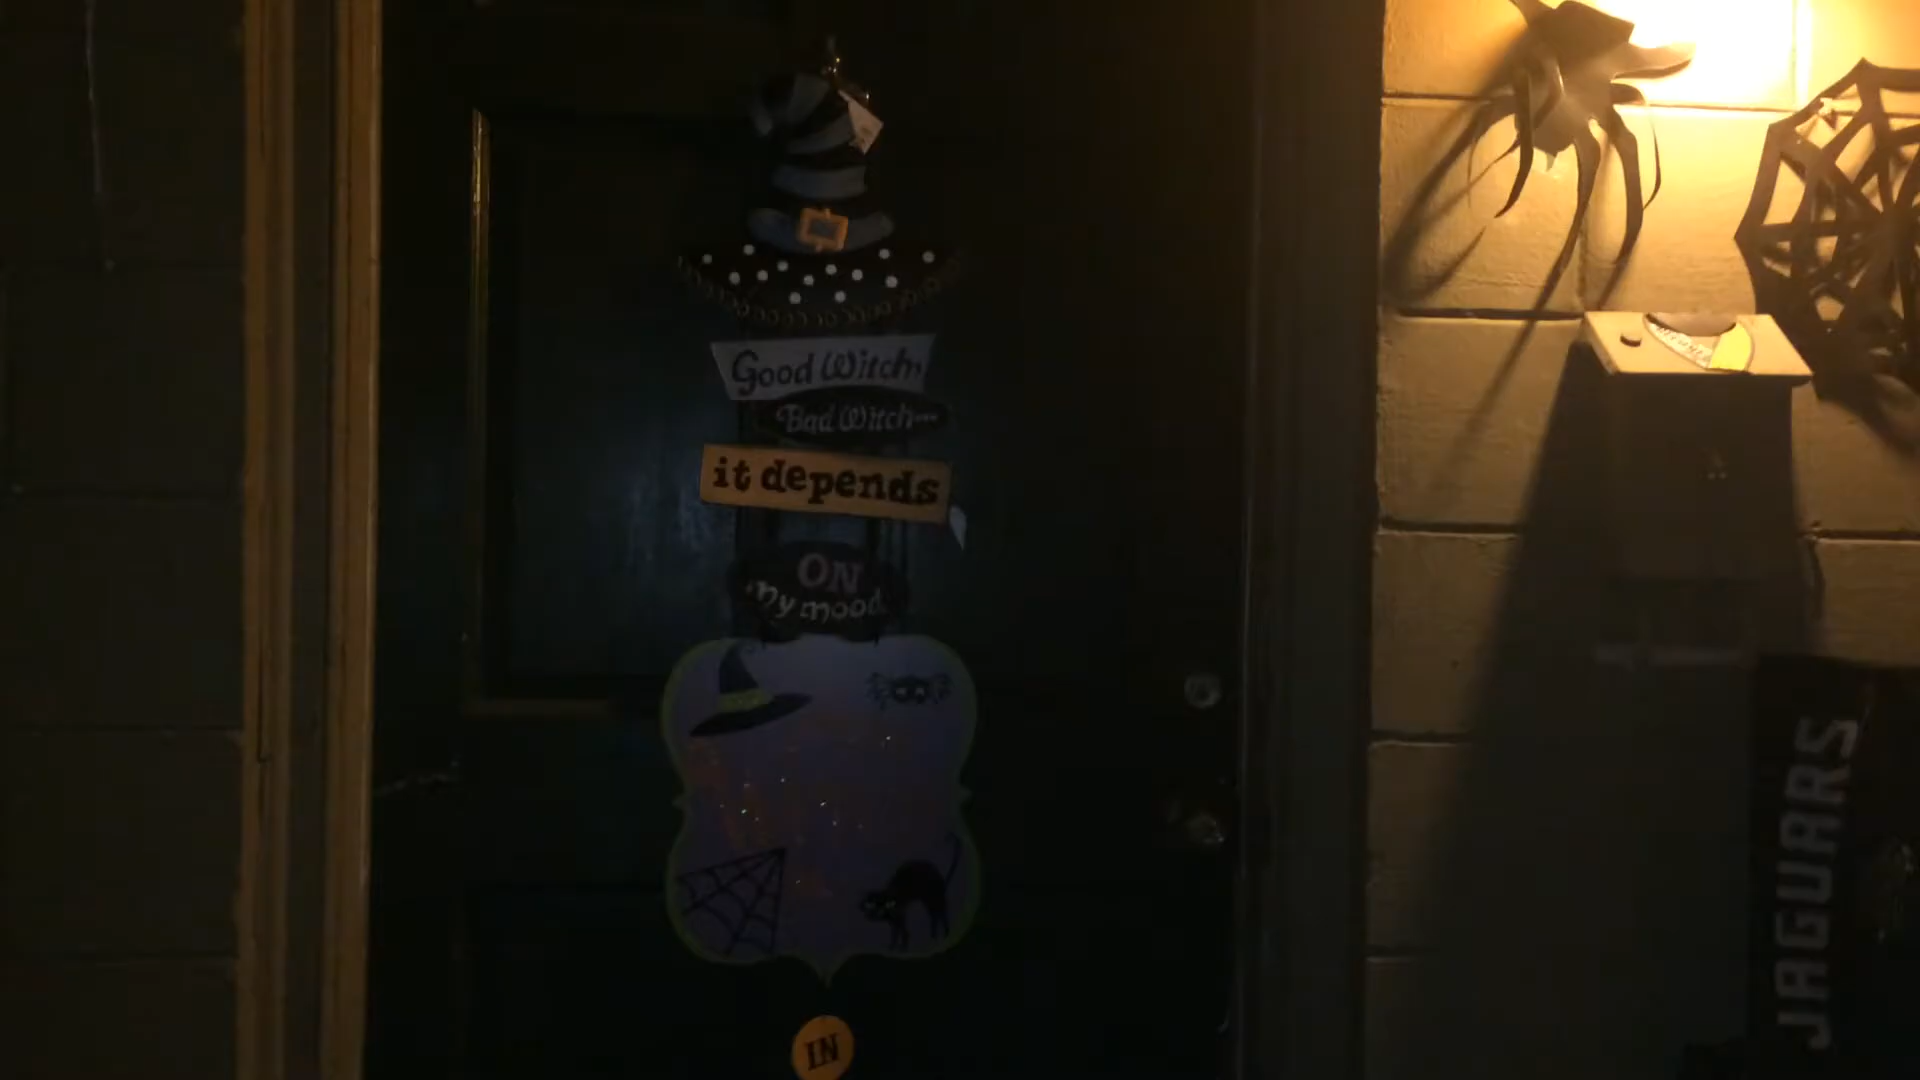 Good Witch,
Bad Witch...
it depends
ON
My mood
IN
JAGUARS